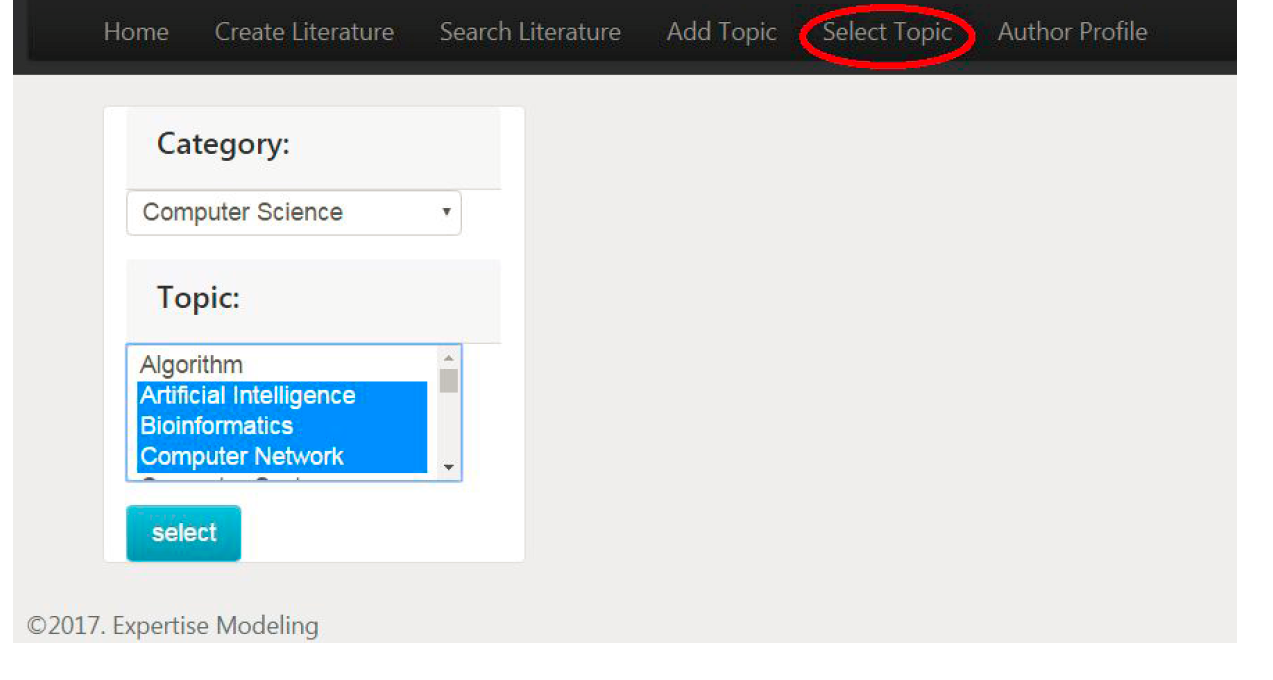 Home Create Literature Search Literature Add Topic Select Topic Author Profile
Category:
Computer Science
Topic:
Algorithm
Artificial Intelligence
Bioinformatics
Computer Network
select
©2017. Expertise Modeling